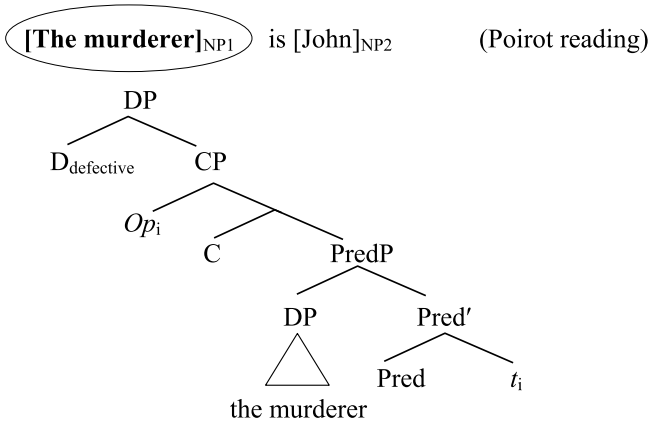 [The murderer]NP1 is [John]NP2 (Poirot reading)
DP
Ddefective CP
Opi
C PredP
DP Pred′
Pred ti
the murderer